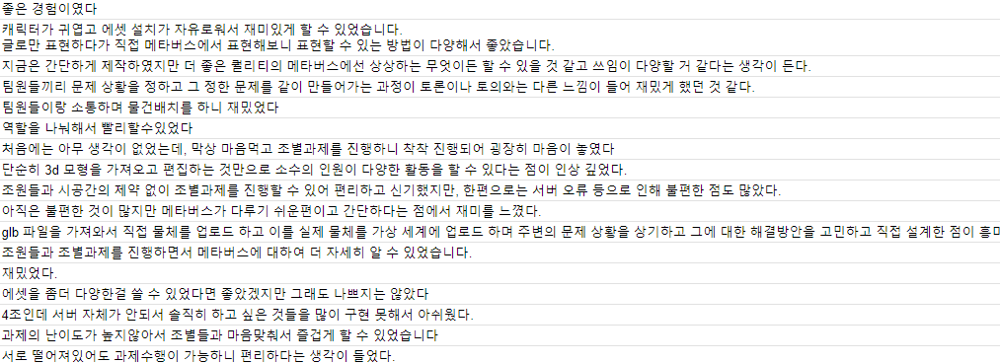 좋은 경험이였다
캐릭터가 귀엽고 에셋 설치가 자유로워서 재미있게 할 수 있었습니다.
글로만 표현하다가 직접 메타버스에서 표현해보니 표현할 수 있는 방법이 다양해서 좋았습니다.
지금은 간단하게 제작하였지만 더 좋은 퀄리티의 메타버스에선 상상하는 무엇이든 할 수 있을 것 같고 쓰임이 다양할 거 같다는 생각이 든다.
팀원들끼리 문제 상황을 정하고 그 정한 문제를 같이 만들어가는 과정이 토론이나 토의와는 다른 느낌이 들어 재밌게 했던 것 같다.
팀원들이랑 소통하며 물건배치를 하니 재밌었다
역할을 나눠해서 빨리할수있었다
처음에는 아무 생각이 없었는데, 막상 마음먹고 조별과제를 진행하니 착착 진행되어 굉장히 마음이 놓였다
단순히 3d 모형을 가져오고 편집하는 것만으로 소수의 인원이 다양한 활동을 할 수 있다는 점이 인상 깊었다.
조원들과 시공간의 제약 없이 조별과제를 진행할 수 있어 편리하고 신기했지만, 한편으로는 서버 오류 등으로 인해 불편한 점도 많았다.
아직은 불편한 것이 많지만 메타버스가 다루기 쉬운편이고 간단하다는 점에서 재미를 느꼈다.
glb 파일을 가져와서 직접 물체를 업로드 하고 이를 실제 물체를 가상 세계에 업로드 하며 주변의 문제 상황을 상기하고 그에 대한 해결방안을 고민하고 직접 설계한 점이 흥미
조원들과 조별과제를 진행하면서 메타버스에 대하여 더 자세히 알 수 있었습니다.
재밌었다.
에셋을 좀더 다양한걸 쓸 수 있었다면 좋았겠지만 그래도 나쁘지는 않았다
4조인데 서버 자체가 안되서 솔직히 하고 싶은 것들을 많이 구현 못해서 아쉬웠다.
과제의 난이도가 높지않아서 조별들과 마음맞춰서 즐겁게 할 수 있었습니다
서로 떨어져있어도 과제수행이 가능하니 편리하다는 생각이 들었다.